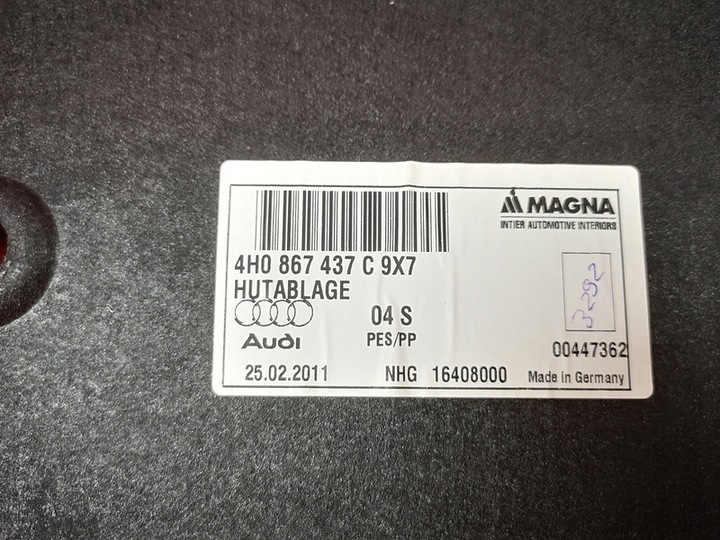 MAGNA
INTIER AUTOMOTIVE INTERIORS
4H0 867 437 C 9X7
HUTABLAGE
Audi
04 S
PES/PP
3292
00447362
25.02.2011 NHG 16408000 Made in Germany